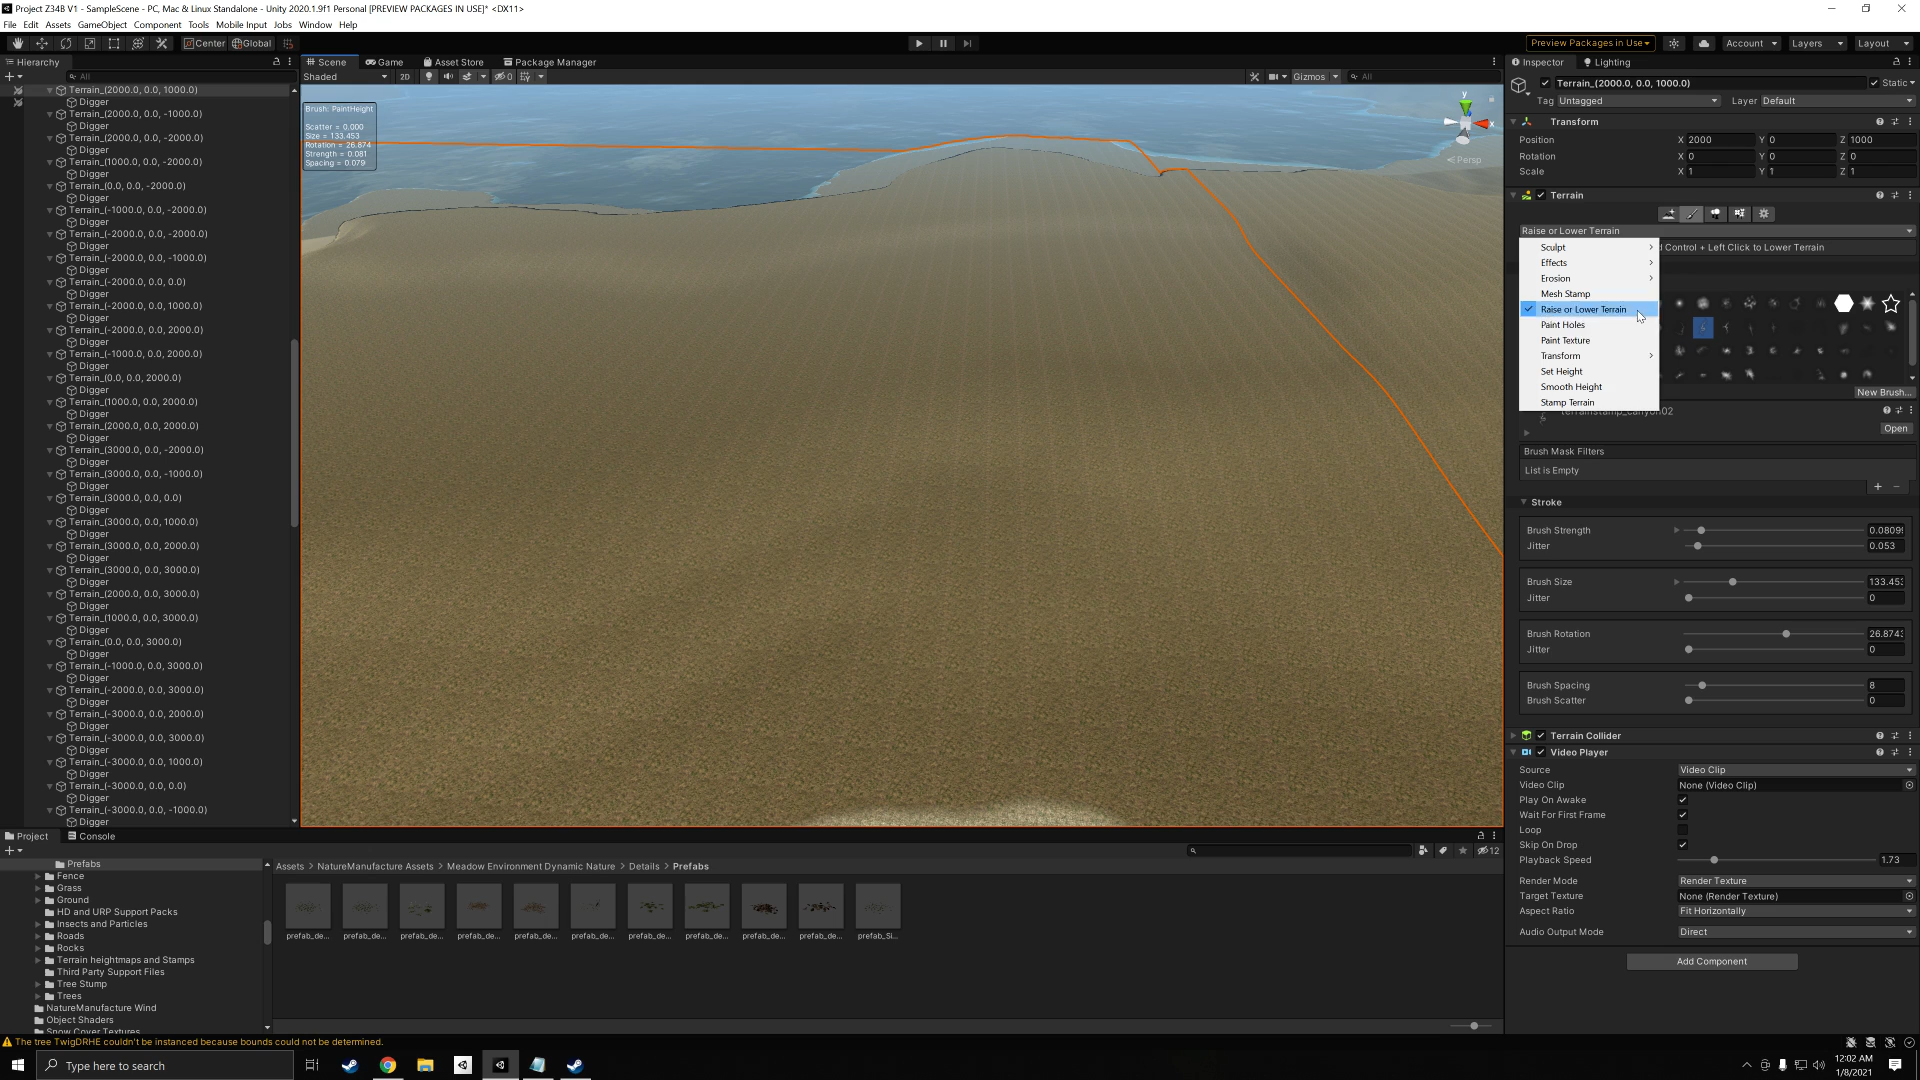 Project Z34B V1 - SampleScene - PC, Mac & Linux Standalone - Unity 2020.1.9f1 Personal [PREVIEW PACKAGES IN USE]* <DX11>
File Edit Assets GameObject Component Tools Mobile Input Jobs Window Help
Center Global Preview Packages in Use Account Layers Layout
Hierarchy Scene Game Asset Store Package Manager Inspector Lighting
All Shaded 2D 0 Gizmos All
Terrain_(2000.0, 0.0, 1000.0)
Digger
Terrain_(2000.0, 0.0, -1000.0)
Digger
Terrain_(2000.0, 0.0, -2000.0)
Digger
Terrain_(1000.0, 0.0, -2000.0)
Digger
Terrain_(0.0, 0.0, -2000.0)
Digger
Terrain_(-1000.0, 0.0, -2000.0)
Digger
Terrain_(-2000.0, 0.0, -2000.0)
Digger
Terrain_(-2000.0, 0.0, -1000.0)
Digger
Terrain_(-2000.0, 0.0, 0.0)
Digger
Terrain_(-2000.0, 0.0, 1000.0)
Digger
Terrain_(-2000.0, 0.0, 2000.0)
Digger
Terrain_(-1000.0, 0.0, 2000.0)
Digger
Terrain_(0.0, 0.0, 2000.0)
Digger
Terrain_(1000.0, 0.0, 2000.0)
Digger
Terrain_(2000.0, 0.0, 2000.0)
Digger
Terrain_(3000.0, 0.0, -2000.0)
Digger
Terrain_(3000.0, 0.0, -1000.0)
Digger
Terrain_(3000.0, 0.0, 0.0)
Digger
Terrain_(3000.0, 0.0, 1000.0)
Digger
Terrain_(3000.0, 0.0, 2000.0)
Digger
Terrain_(3000.0, 0.0, 3000.0)
Digger
Terrain_(2000.0, 0.0, 3000.0)
Digger
Terrain_(1000.0, 0.0, 3000.0)
Digger
Terrain_(0.0, 0.0, 3000.0)
Digger
Terrain_(-1000.0, 0.0, 3000.0)
Digger
Terrain_(-2000.0, 0.0, 3000.0)
Digger
Terrain_(-3000.0, 0.0, 2000.0)
Digger
Terrain_(-3000.0, 0.0, 3000.0)
Digger
Terrain_(-3000.0, 0.0, 1000.0)
Digger
Terrain_(-3000.0, 0.0, 0.0)
Digger
Terrain_(-3000.0, 0.0, -1000.0)
Digger
Brush: PaintHeight
Scatter = 0.000
Size = 133.453
Rotation = 26.874
Strength = 0.081
Spacing = 0.079
y
x
Persp
Terrain_(2000.0, 0.0, 1000.0) Static
Tag Untagged Layer Default
Transform
Position X 2000 Y 0 Z 1000
Rotation X 0 Y 0 Z 0
Scale X 1 Y 1 Z 1
Terrain
Raise or Lower Terrain
d Control + Left Click to Lower Terrain
Sculpt
Effects
Erosion
Mesh Stamp
Raise or Lower Terrain
Paint Holes
Paint Texture
Transform
Set Height
Smooth Height
Stamp Terrain
New Brush...
terrainstamp_canyon02
Open
Brush Mask Filters
List is Empty
Stroke
Brush Strength 0.0809
Jitter 0.053
Brush Size 133.453
Jitter 0
Brush Rotation 26.874
Jitter 0
Brush Spacing 8
Brush Scatter 0
Terrain Collider
Video Player
Source Video Clip
Video Clip None (Video Clip)
Play On Awake
Wait For First Frame
Loop
Skip On Drop
Playback Speed 1.73
Render Mode Render Texture
Target Texture None (Render Texture)
Aspect Ratio Fit Horizontally
Audio Output Mode Direct
Add Component
Project Console
12
Prefabs
Fence
Grass
Ground
HD and URP Support Packs
Insects and Particles
Roads
Rocks
Terrain heightmaps and Stamps
Third Party Support Files
Tree Stump
Trees
NatureManufacture Wind
Object Shaders
Snow Cover Textures
Assets > NatureManufacture Assets > Meadow Environment Dynamic Nature > Details > Prefabs
prefab_de... prefab_de... prefab_de... prefab_de... prefab_de... prefab_de... prefab_de... prefab_de... prefab_de... prefab_de... prefab_Si...
The tree TwigDRHE couldn't be instanced because bounds could not be determined.
Type here to search
12:02 AM
1/8/2021